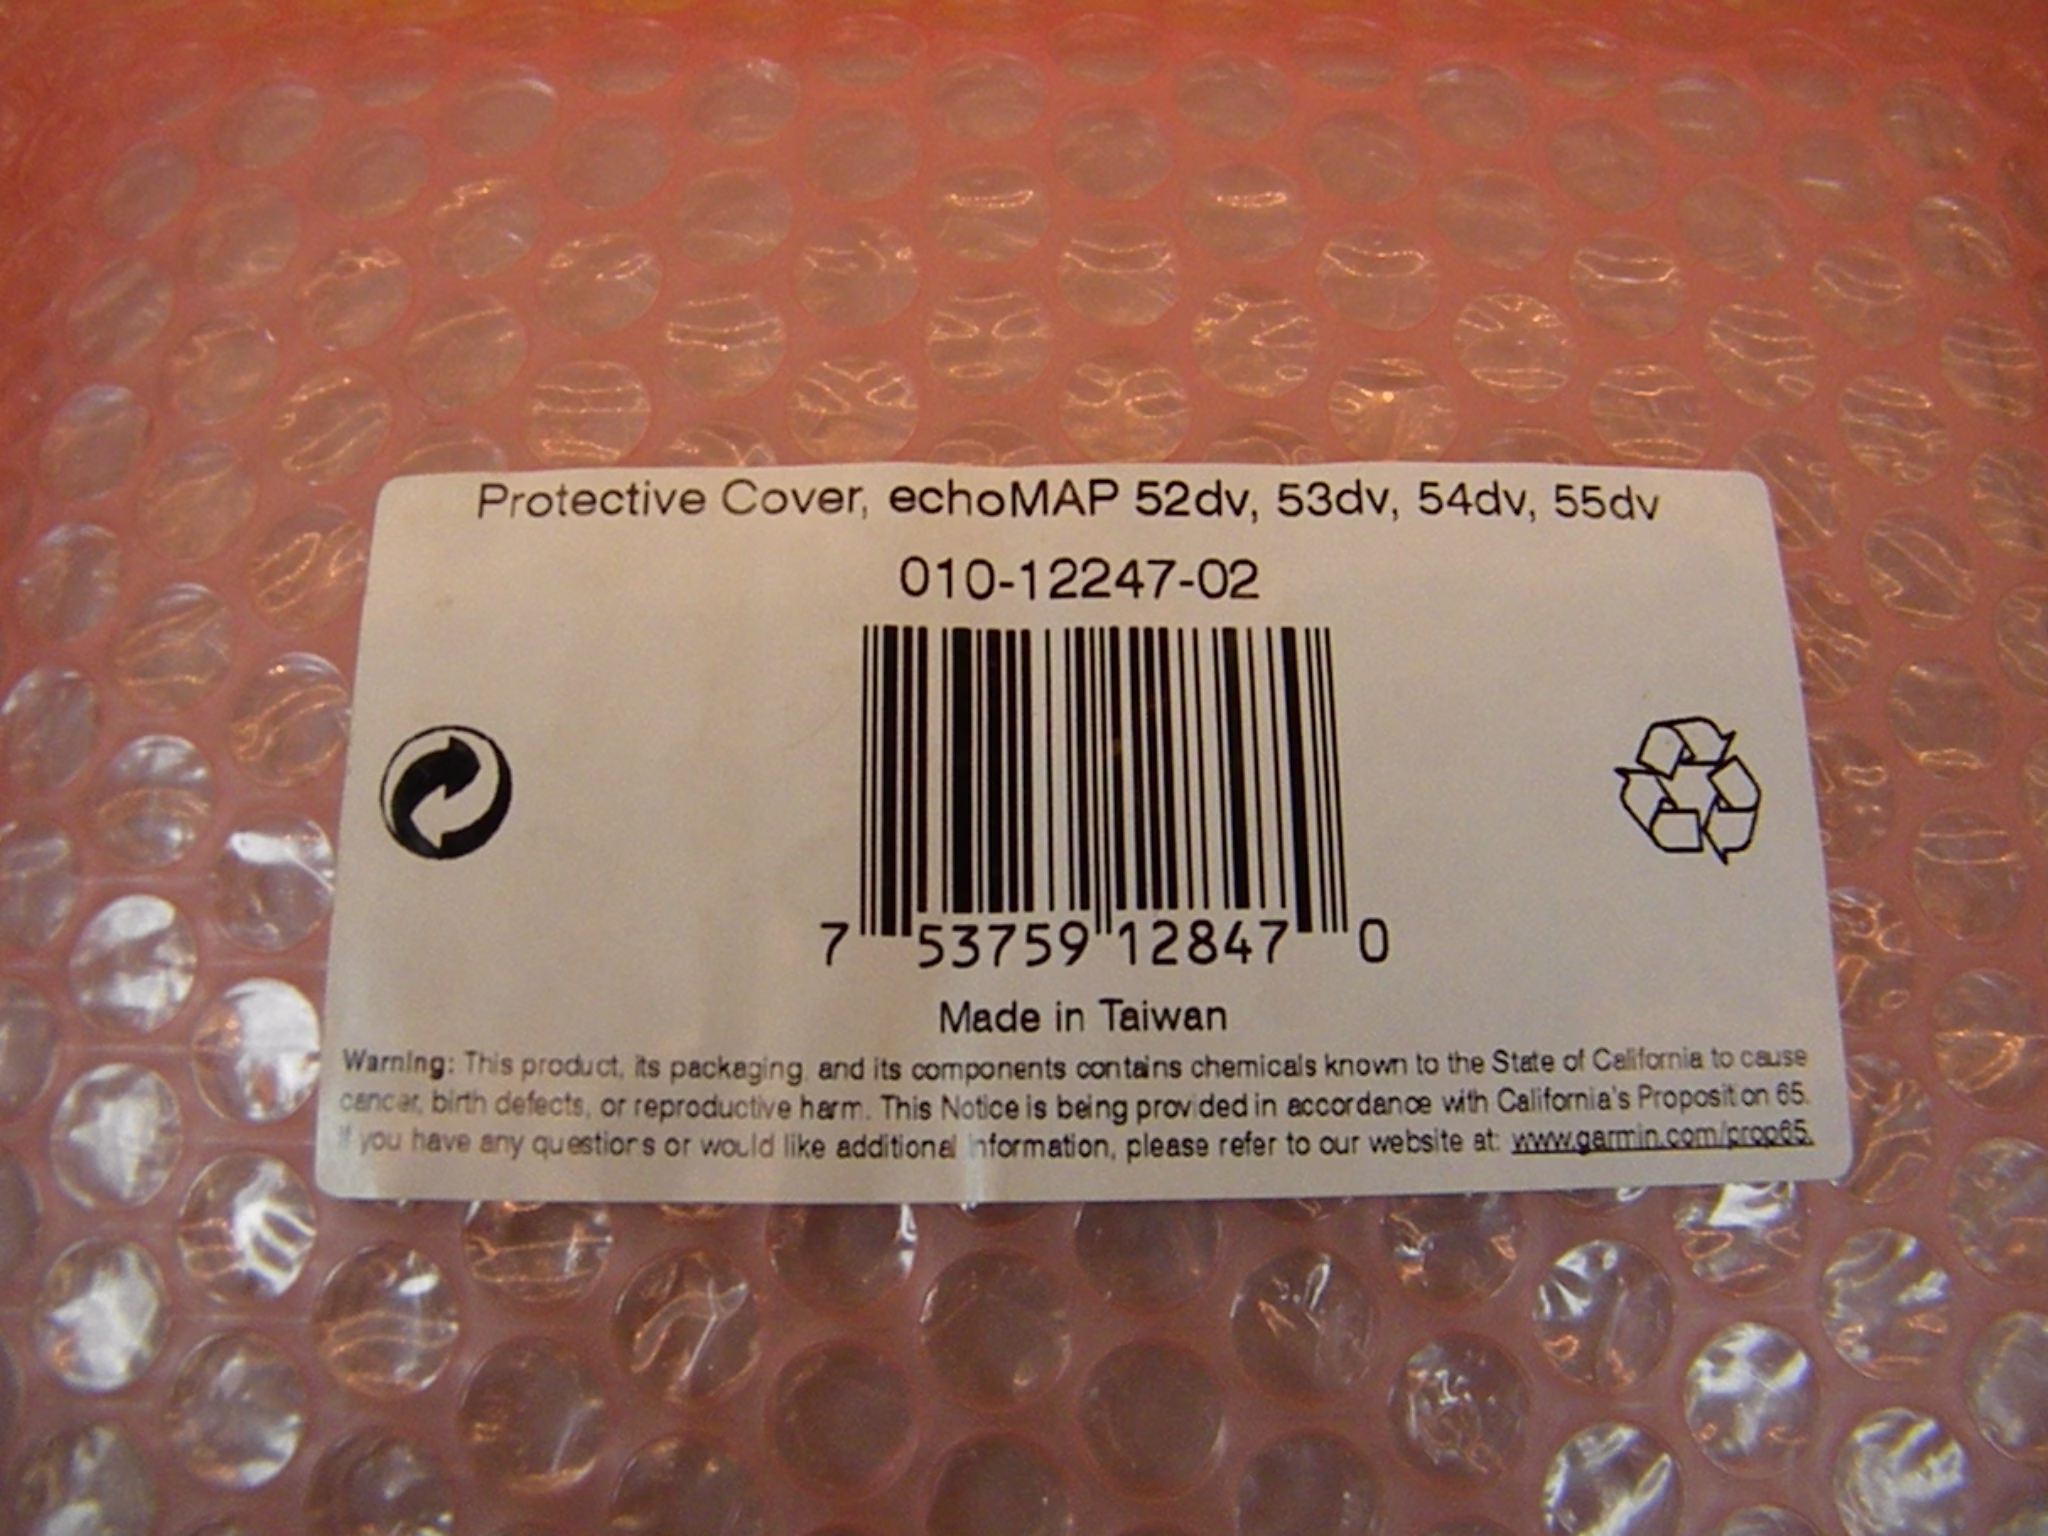 Protective Cover, echoMAP 52dv, 53dv, 54dv, 55dv
010-12247-02
7 53759 12847 0
Made in Taiwan
Warning: This product, its packaging, and its components contains chemicals known to the State of California to cause
cancer, birth defects, or reproductive harm. This Notice is being provided in accordance with California's Proposition 65.
If you have any questions or would like additional information, please refer to our website at: www.garmin.com/prop65.